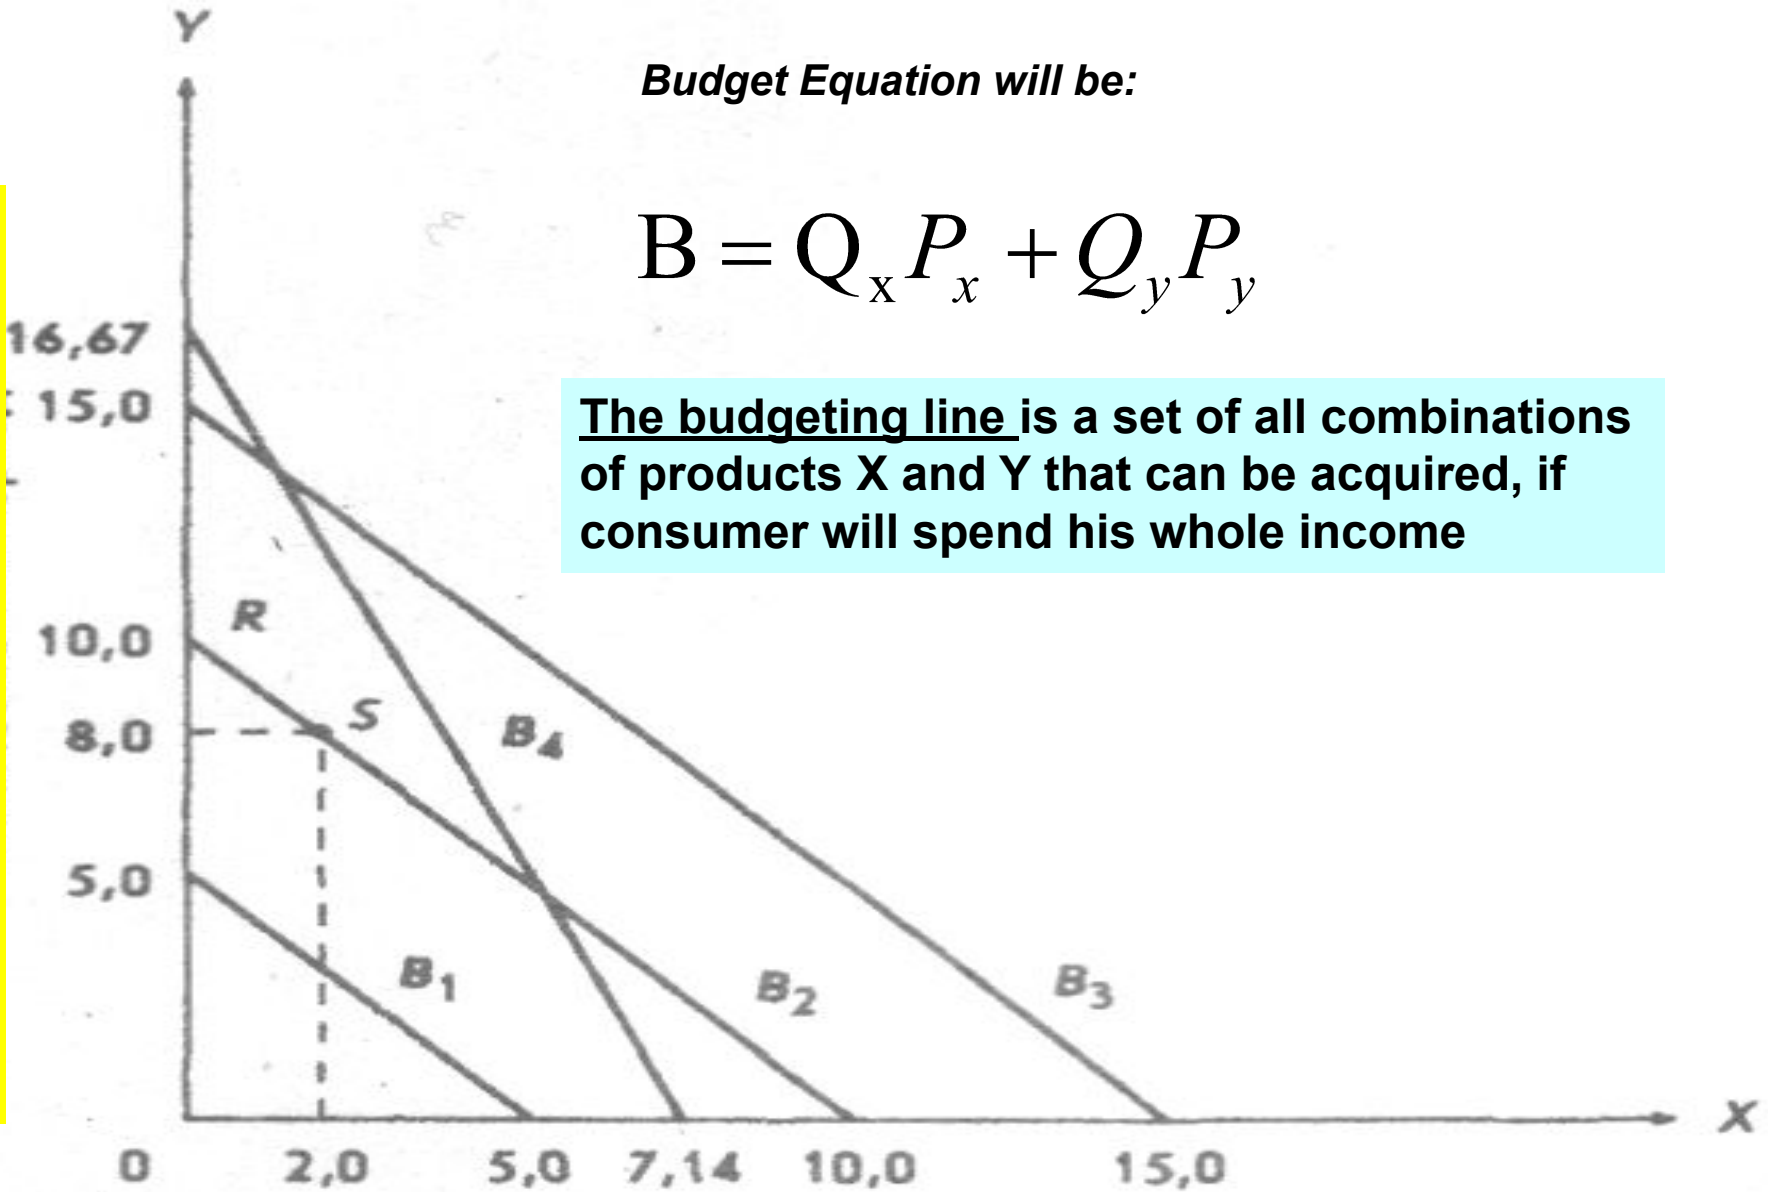 Y
Budget Equation will be:
B = QxPx + QyPy
16,67
15,0
The budgeting line is a set of all combinations
of products X and Y that can be acquired, if
consumer will spend his whole income
R
10,0
S
8,0
B4
5,0
B1
B2
B3
X
0 2,0 5,0 7,14 10,0 15,0